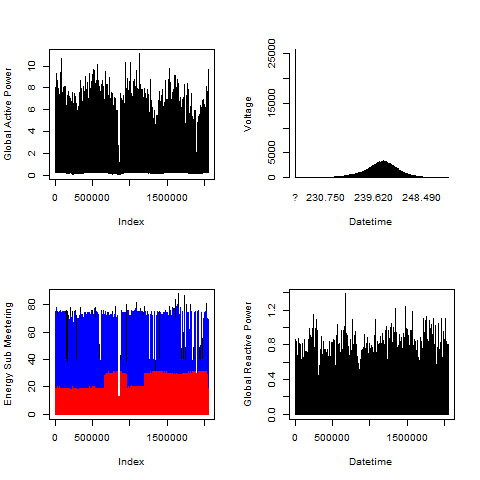 Global Active Power
10
8
6
4
2
0
0 500000 1500000
Index
Voltage
25000
15000
5000
0
? 230.750 239.620 248.490
Datetime
Energy Sub Meetering
80
60
40
20
0
0 500000 1500000
Index
Global Reactive Power
1.2
0.8
0.4
0.0
0 500000 1500000
Datetime